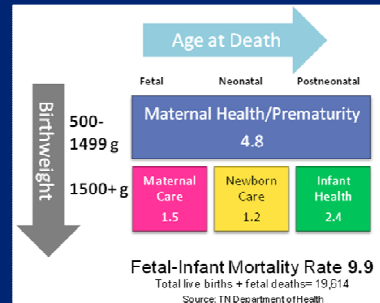 Age at Death
Fetal Neonatal Postneonatal
Birthweight
500-
1499 g
Maternal Health/Prematurity
4.8
1500+ g
Maternal
Care
1.5
Newborn
Care
1.2
Infant
Health
2.4
Fetal-Infant Mortality Rate 9.9
Total live births + fetal deaths= 19,614
Source: TN Department of Health